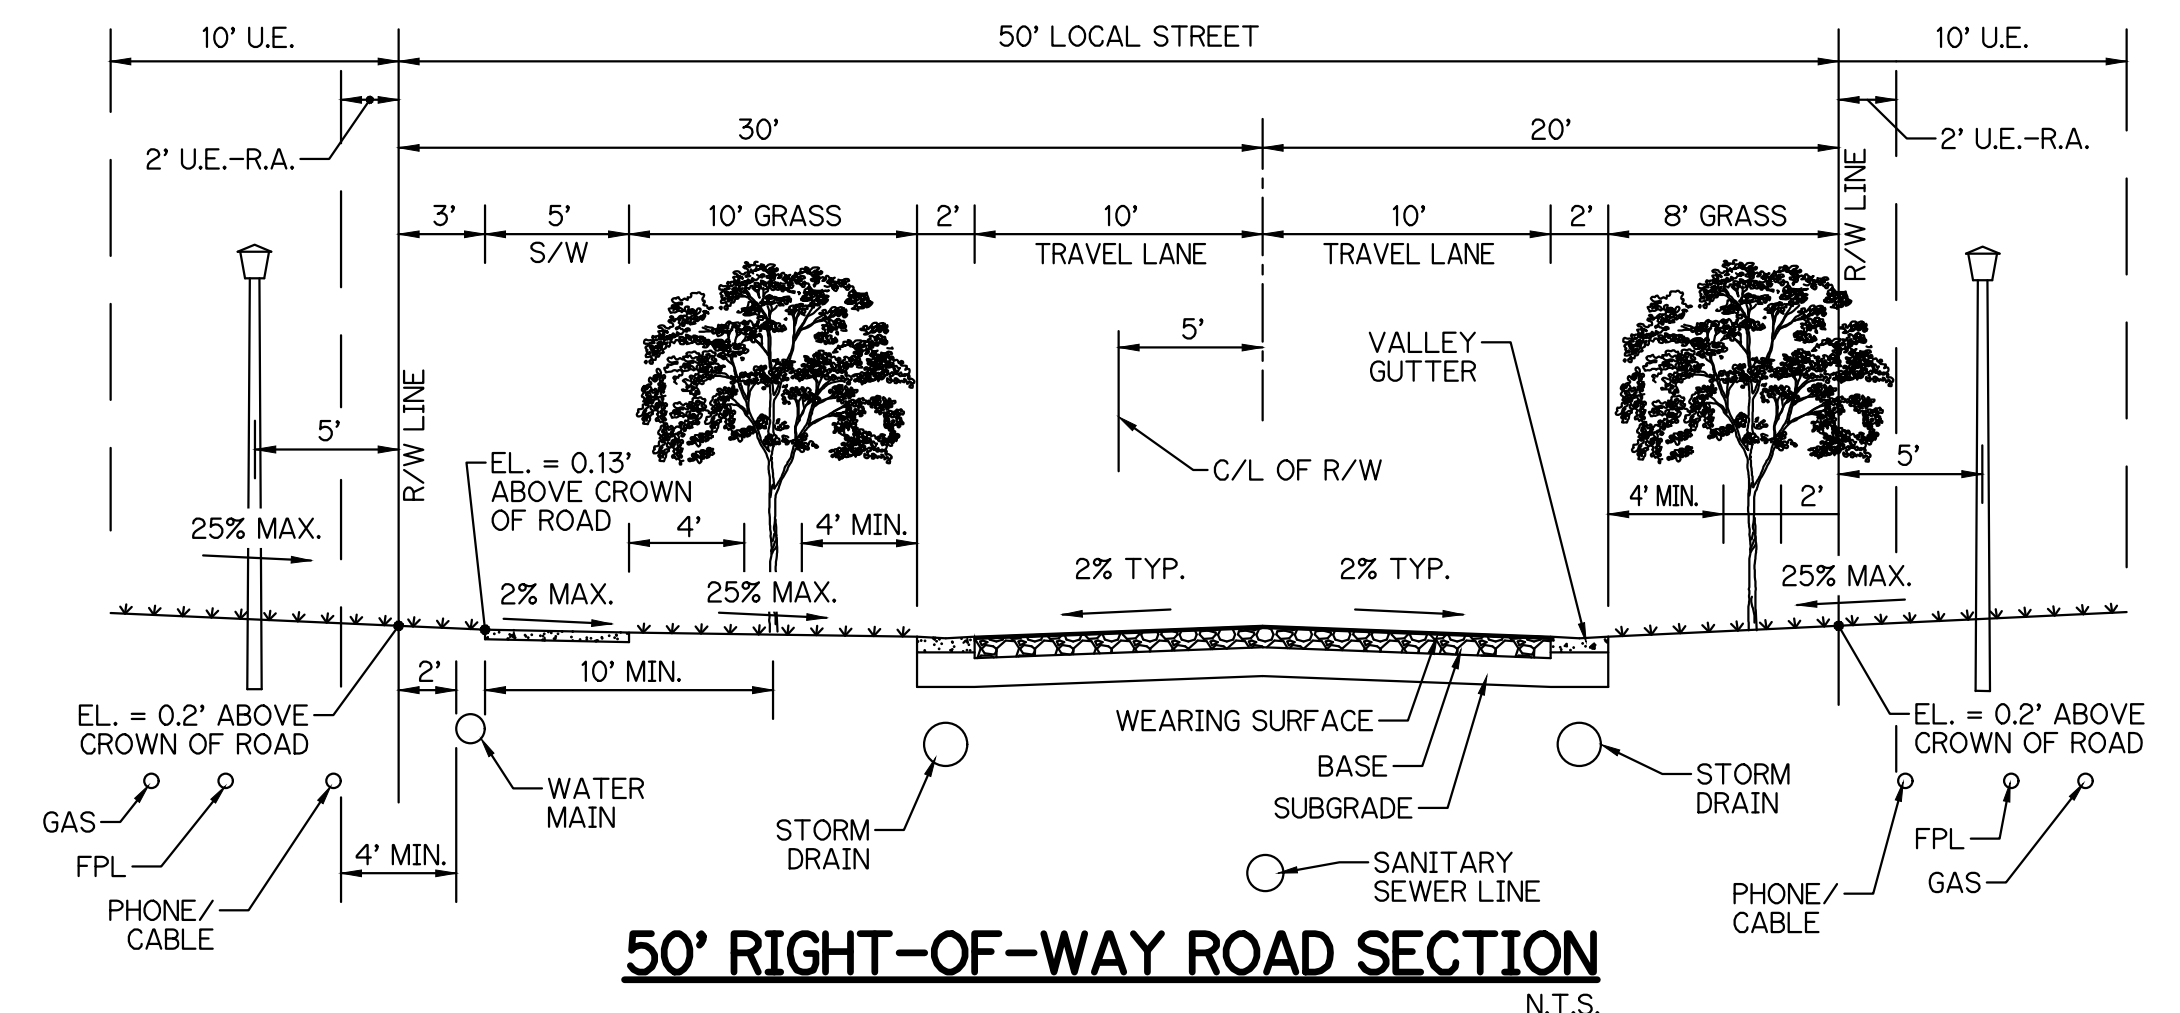 10' U.E.
50' LOCAL STREET
10' U.E.
2' U.E.-R.A.
30'
20'
2' U.E.-R.A.
R/W LINE
3'
5'
S/W
10' GRASS
2'
10'
TRAVEL LANE
10'
TRAVEL LANE
2'
8' GRASS
5'
VALLEY
GUTTER
C/L OF R/W
5'
R/W LINE
EL. = 0.13'
ABOVE CROWN
OF ROAD
4'
4' MIN.
4' MIN.
2'
5'
25% MAX.
2% MAX.
25% MAX.
2% TYP.
2% TYP.
25% MAX.
2'
10' MIN.
EL. = 0.2' ABOVE
CROWN OF ROAD
WEARING SURFACE
BASE
SUBGRADE
EL. = 0.2' ABOVE
CROWN OF ROAD
GAS
FPL
PHONE/
CABLE
4' MIN.
WATER
MAIN
STORM
DRAIN
SANITARY
SEWER LINE
STORM
DRAIN
PHONE/
CABLE
FPL
GAS
50' RIGHT-OF-WAY ROAD SECTION
N.T.S.